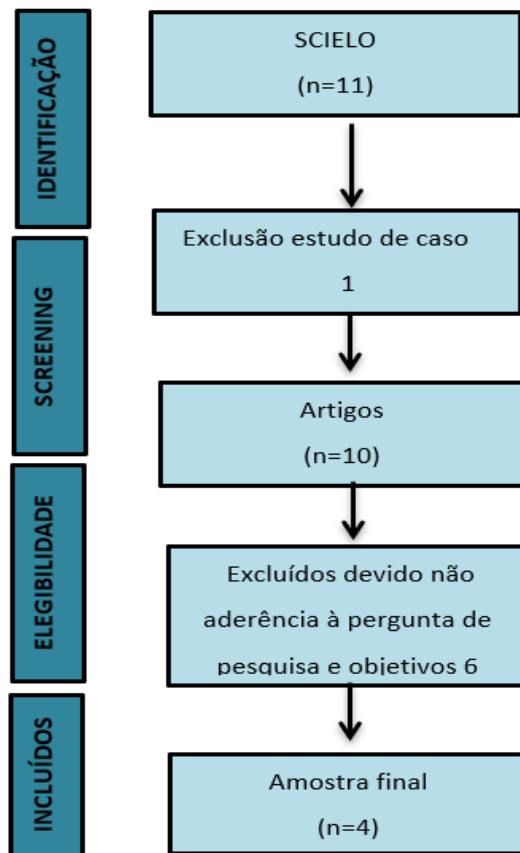 IDENTIFICAÇÃO
SCIELO
(n=11)
SCREENING
Exclusão estudo de caso
1
Artigos
(n=10)
ELEGIBILIDADE
Excluídos devido não
aderência à pergunta de
pesquisa e objetivos 6
INCLUÍDOS
Amostra final
(n=4)